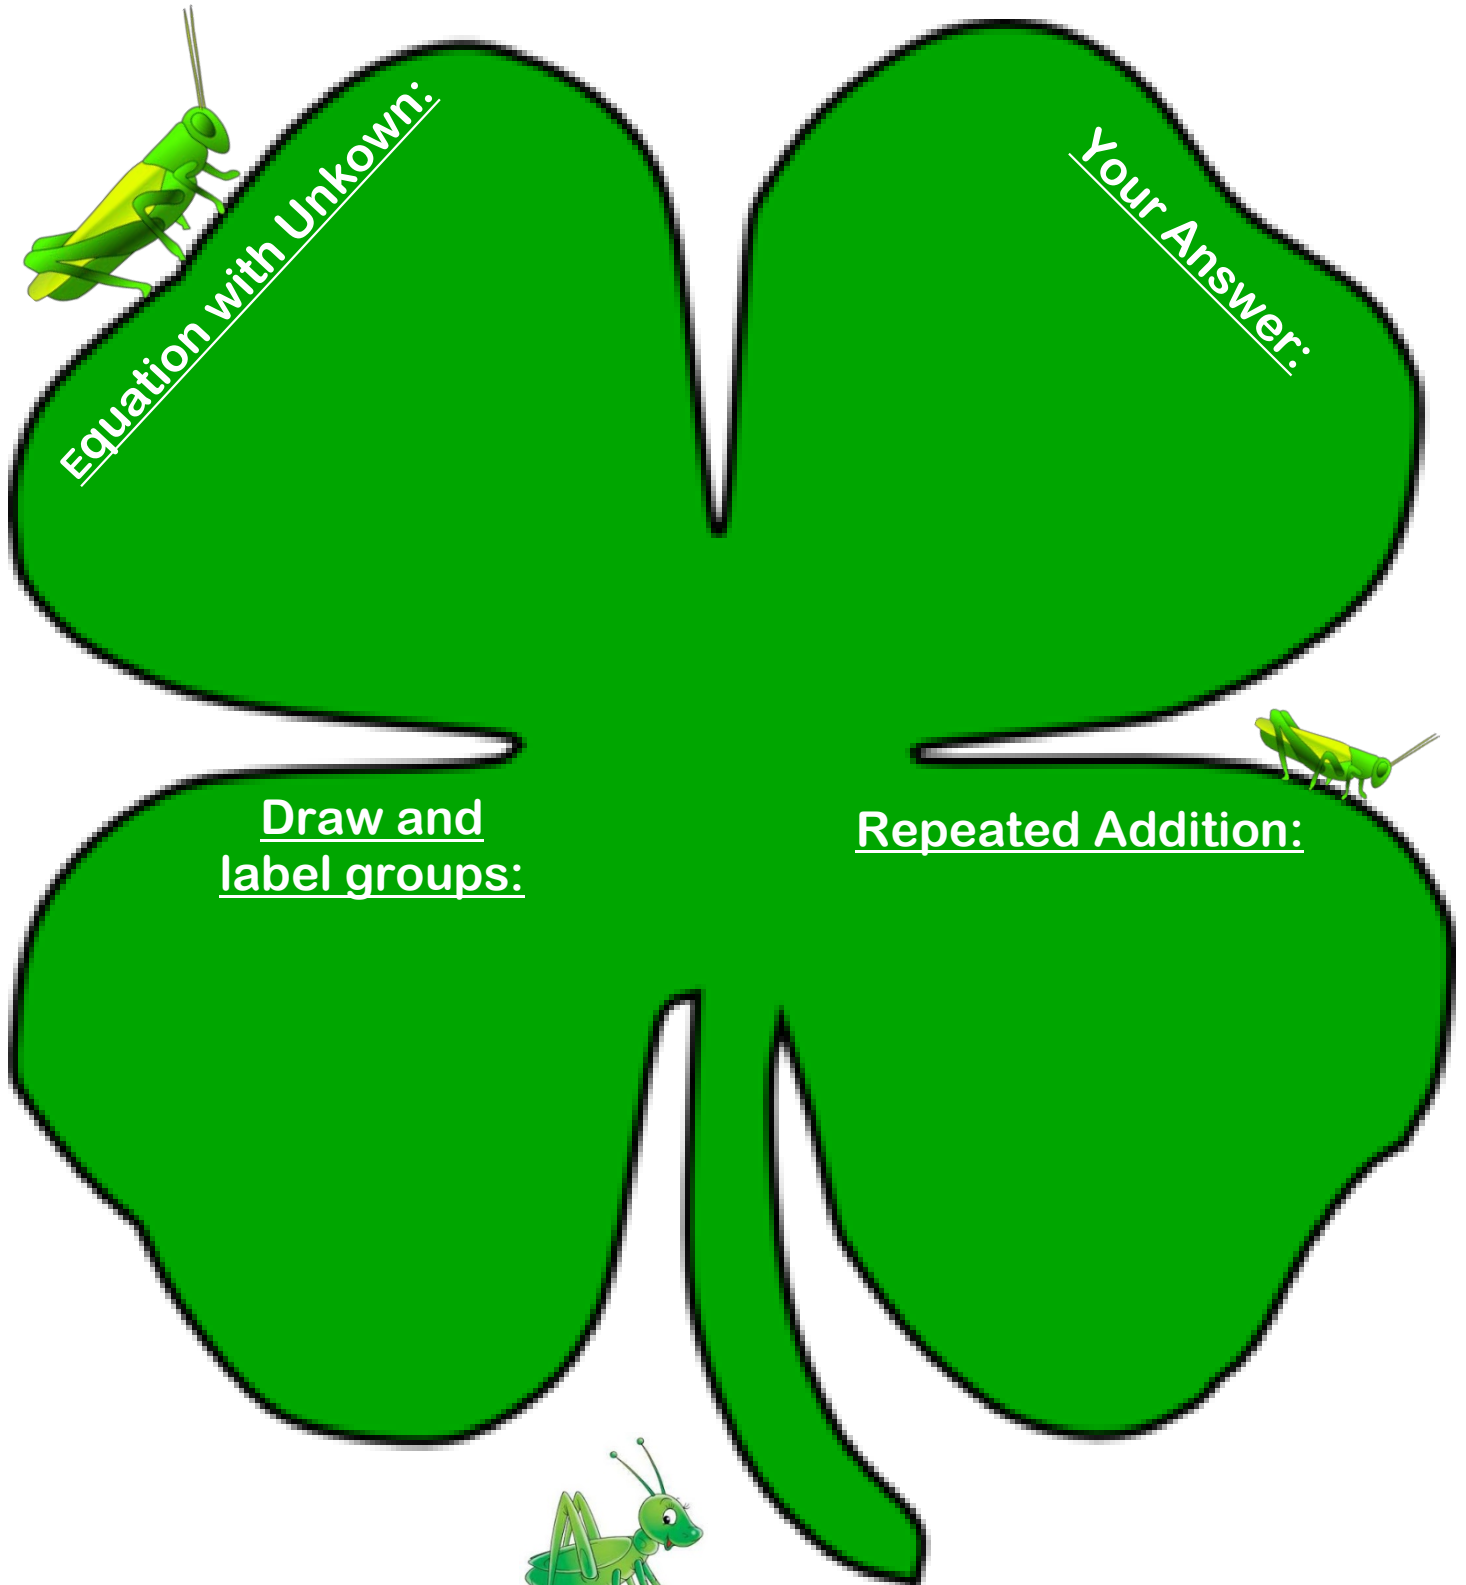 Equation with Unkown:
Your Answer:
Draw and
label groups:
Repeated Addition: